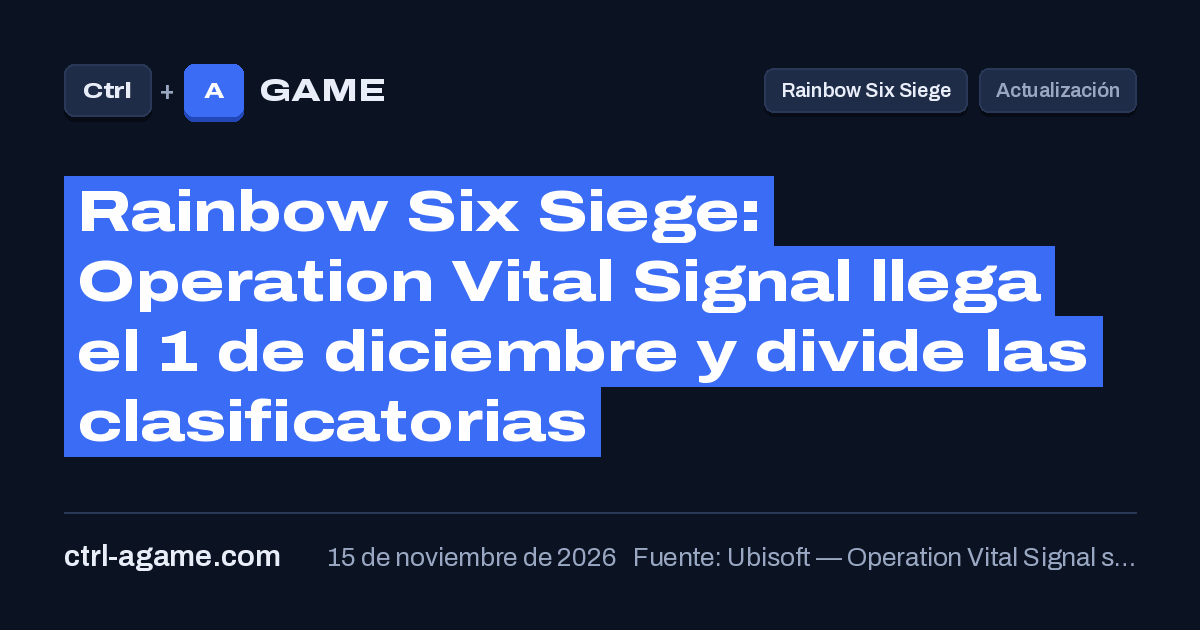 Ctrl + A GAME
Rainbow Six Siege
Actualización
Rainbow Six Siege:
Operation Vital Signal llega
el 1 de diciembre y divide las
clasificatorias
ctrl-agame.com
15 de noviembre de 2026 Fuente: Ubisoft — Operation Vital Signal s…